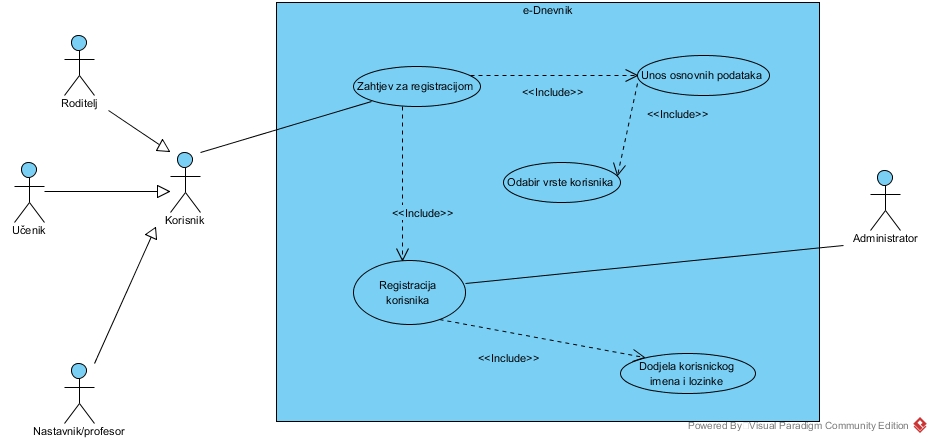 e-Dnevnik
Roditelj
Zahtjev za registracijom
Unos osnovnih podataka
<<Include>>
<<Include>>
Odabir vrste korisnika
Korisnik
Učenik
<<Include>>
Administrator
Registracija
korisnika
<<Include>>
Dodjela korisnickog
imena i lozinke
Nastavnik/profesor
Powered By Visual Paradigm Community Edition